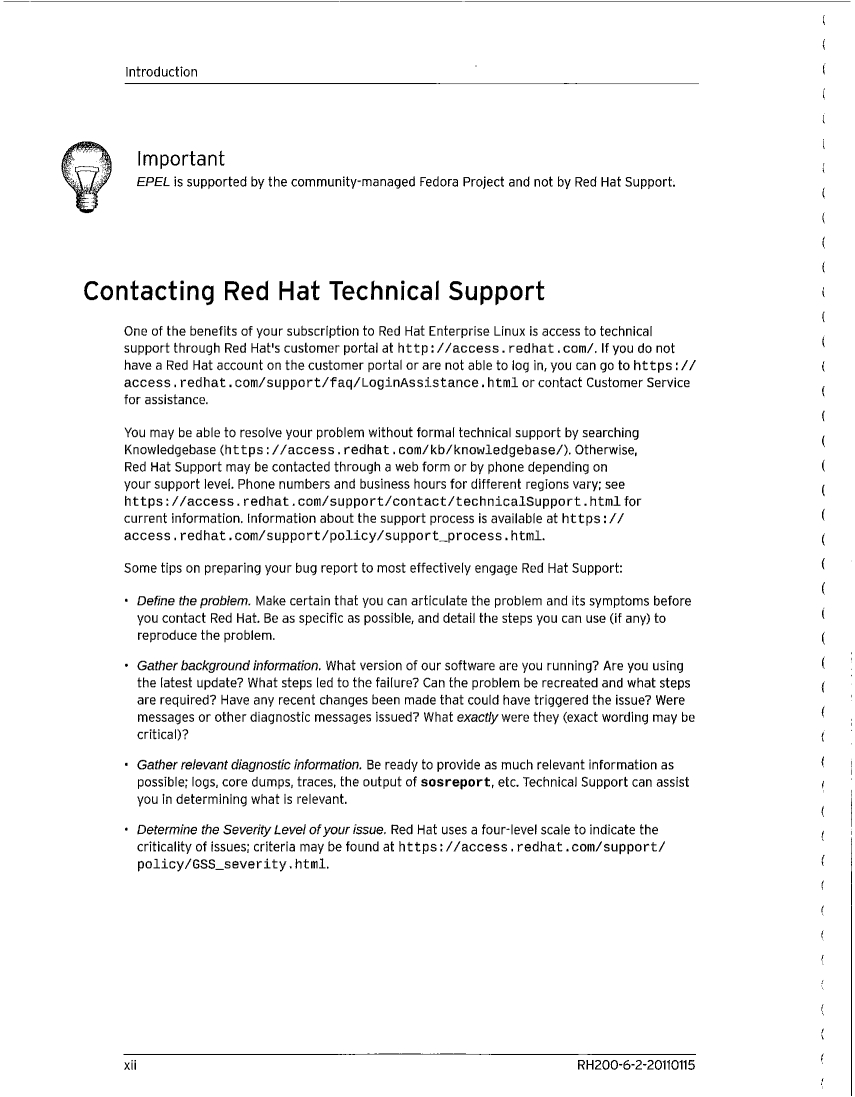 Introduction
Important
EPEL is supported by the community-managed Fedora Project and not by Red Hat Support.
Contacting Red Hat Technical Support
One of the benefits of your subscription to Red Hat Enterprise Linux is access to technical
support through Red Hat's customer portal at http://access.redhat.com/. If you do not
have a Red Hat account on the customer portal or are not able to log in, you can go to https://
access.redhat.com/support/faq/LoginAssistance.html or contact Customer Service
for assistance.
You may be able to resolve your problem without formal technical support by searching
Knowledgebase (https://access.redhat.com/kb/knowledgebase/). Otherwise,
Red Hat Support may be contacted through a web form or by phone depending on
your support level. Phone numbers and business hours for different regions vary; see
https://access.redhat.com/support/contact/technicalSupport.html for
current information. Information about the support process is available at https://
access.redhat.com/support/policy/support_process.html.
Some tips on preparing your bug report to most effectively engage Red Hat Support:
• Define the problem. Make certain that you can articulate the problem and its symptoms before
you contact Red Hat. Be as specific as possible, and detail the steps you can use (if any) to
reproduce the problem.
• Gather background information. What version of our software are you running? Are you using
the latest update? What steps led to the failure? Can the problem be recreated and what steps
are required? Have any recent changes been made that could have triggered the issue? Were
messages or other diagnostic messages issued? What exactly were they (exact wording may be
critical)?
• Gather relevant diagnostic information. Be ready to provide as much relevant information as
possible; logs, core dumps, traces, the output of sosreport, etc. Technical Support can assist
you in determining what is relevant.
• Determine the Severity Level of your issue. Red Hat uses a four-level scale to indicate the
criticality of issues; criteria may be found at https://access.redhat.com/support/
policy/GSS_severity.html.
xii
RH200-6-2-20110115